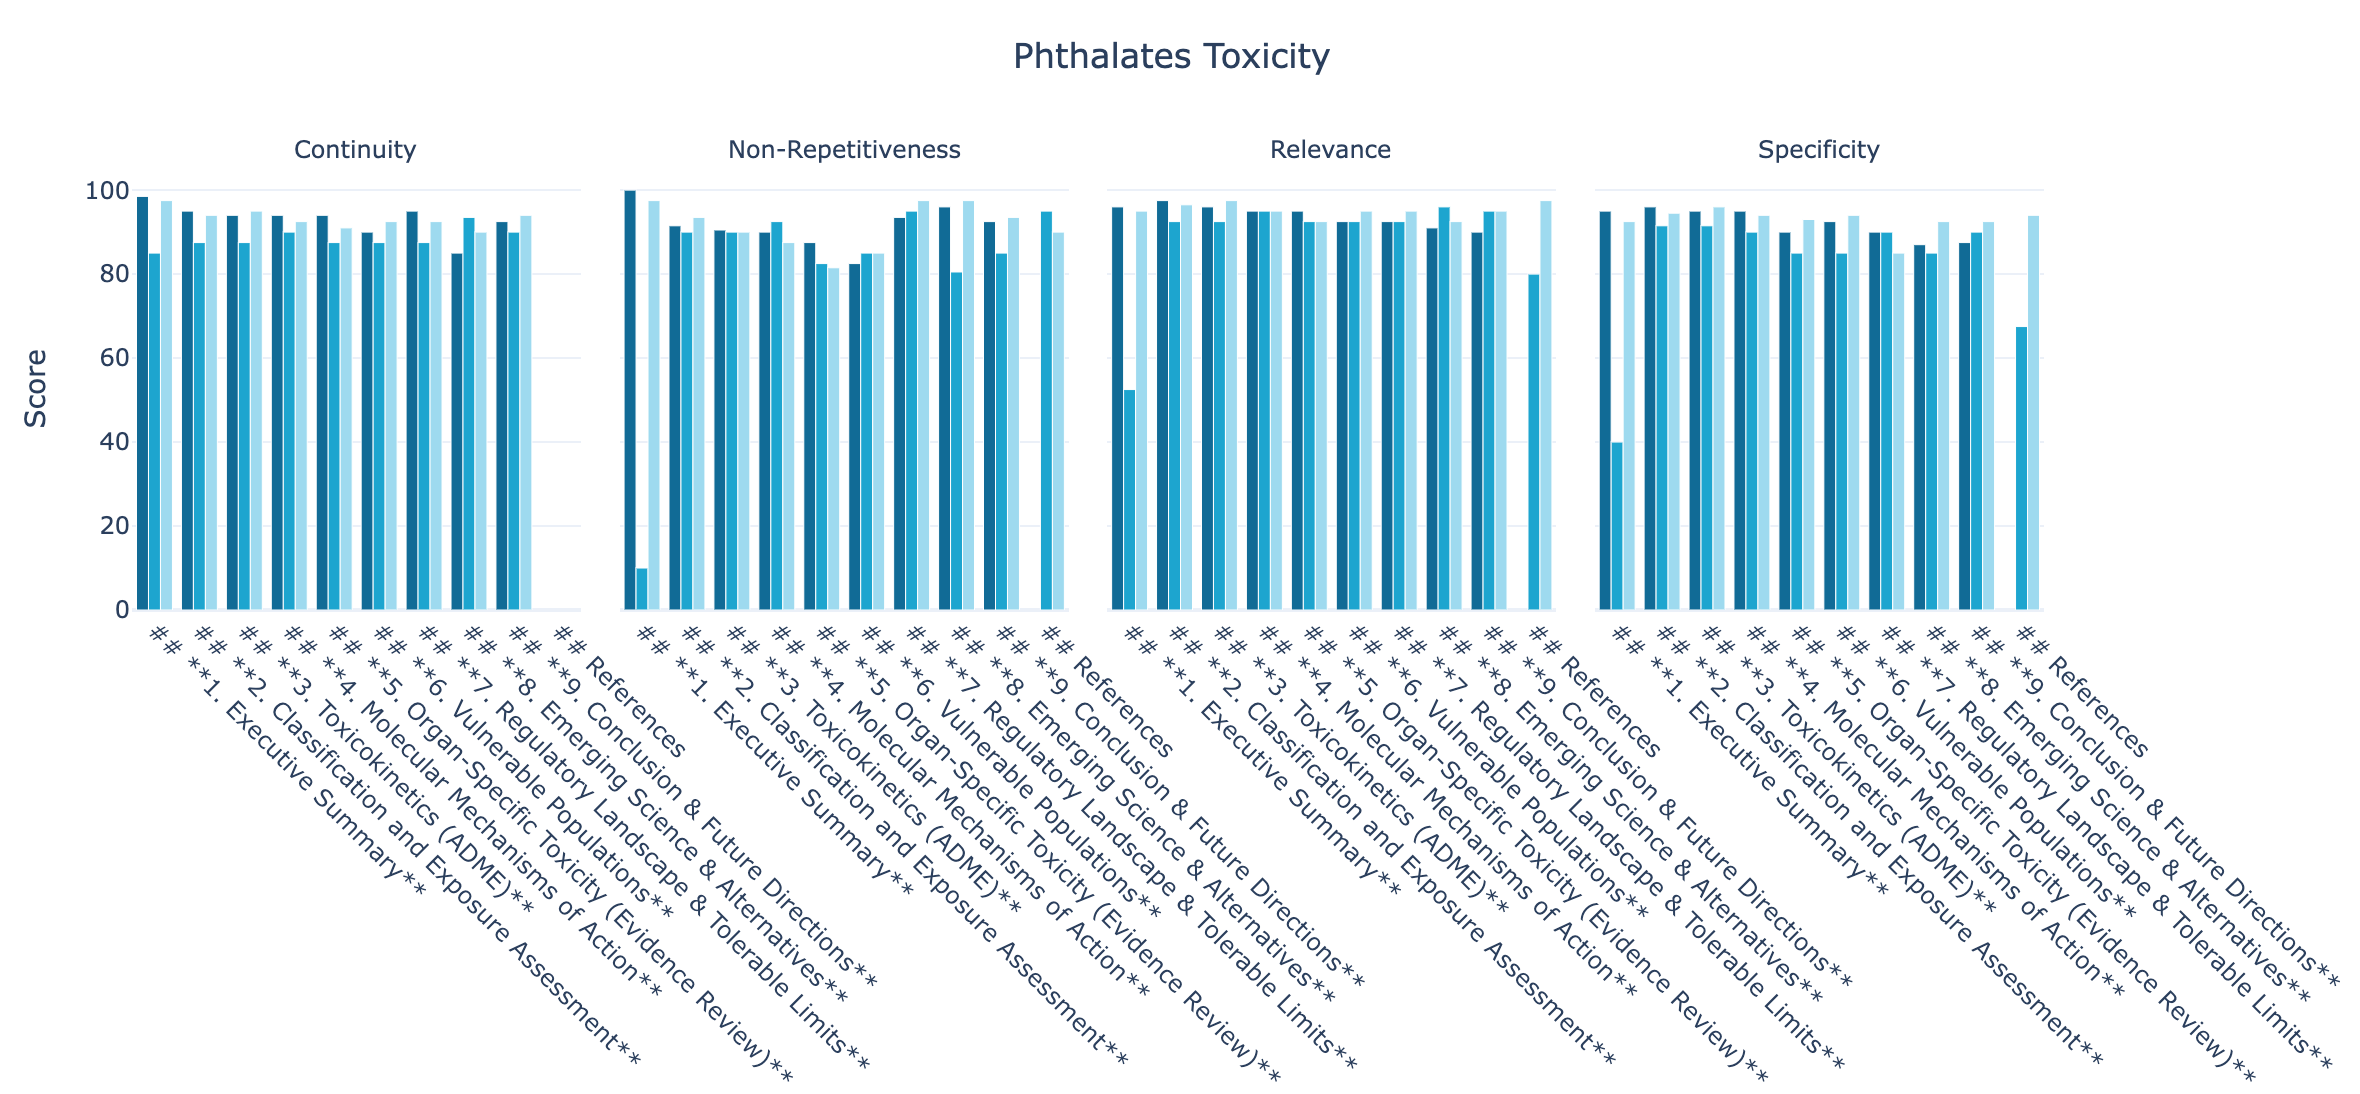 Phthalates Toxicity
Continuity
Non-Repetitiveness
Relevance
Specificity
Score
100
80
60
40
20
0
## **1. Executive Summary**
## **2. Classification and Exposure Assessment**
## **3. Toxicokinetics (ADME)**
## **4. Molecular Mechanisms of Action**
## **5. Organ-Specific Toxicity (Evidence Review)**
## **6. Vulnerable Populations**
## **7. Regulatory Landscape & Tolerable Limits**
## **8. Emerging Science & Alternatives**
## **9. Conclusion & Future Directions**
## References
## **1. Executive Summary**
## **2. Classification and Exposure Assessment**
## **3. Toxicokinetics (ADME)**
## **4. Molecular Mechanisms of Action**
## **5. Organ-Specific Toxicity (Evidence Review)**
## **6. Vulnerable Populations**
## **7. Regulatory Landscape & Tolerable Limits**
## **8. Emerging Science & Alternatives**
## **9. Conclusion & Future Directions**
## References
## **1. Executive Summary**
## **2. Classification and Exposure Assessment**
## **3. Toxicokinetics (ADME)**
## **4. Molecular Mechanisms of Action**
## **5. Organ-Specific Toxicity (Evidence Review)**
## **6. Vulnerable Populations**
## **7. Regulatory Landscape & Tolerable Limits**
## **8. Emerging Science & Alternatives**
## **9. Conclusion & Future Directions**
## References
## **1. Executive Summary**
## **2. Classification and Exposure Assessment**
## **3. Toxicokinetics (ADME)**
## **4. Molecular Mechanisms of Action**
## **5. Organ-Specific Toxicity (Evidence Review)**
## **6. Vulnerable Populations**
## **7. Regulatory Landscape & Tolerable Limits**
## **8. Emerging Science & Alternatives**
## **9. Conclusion & Future Directions**
## References